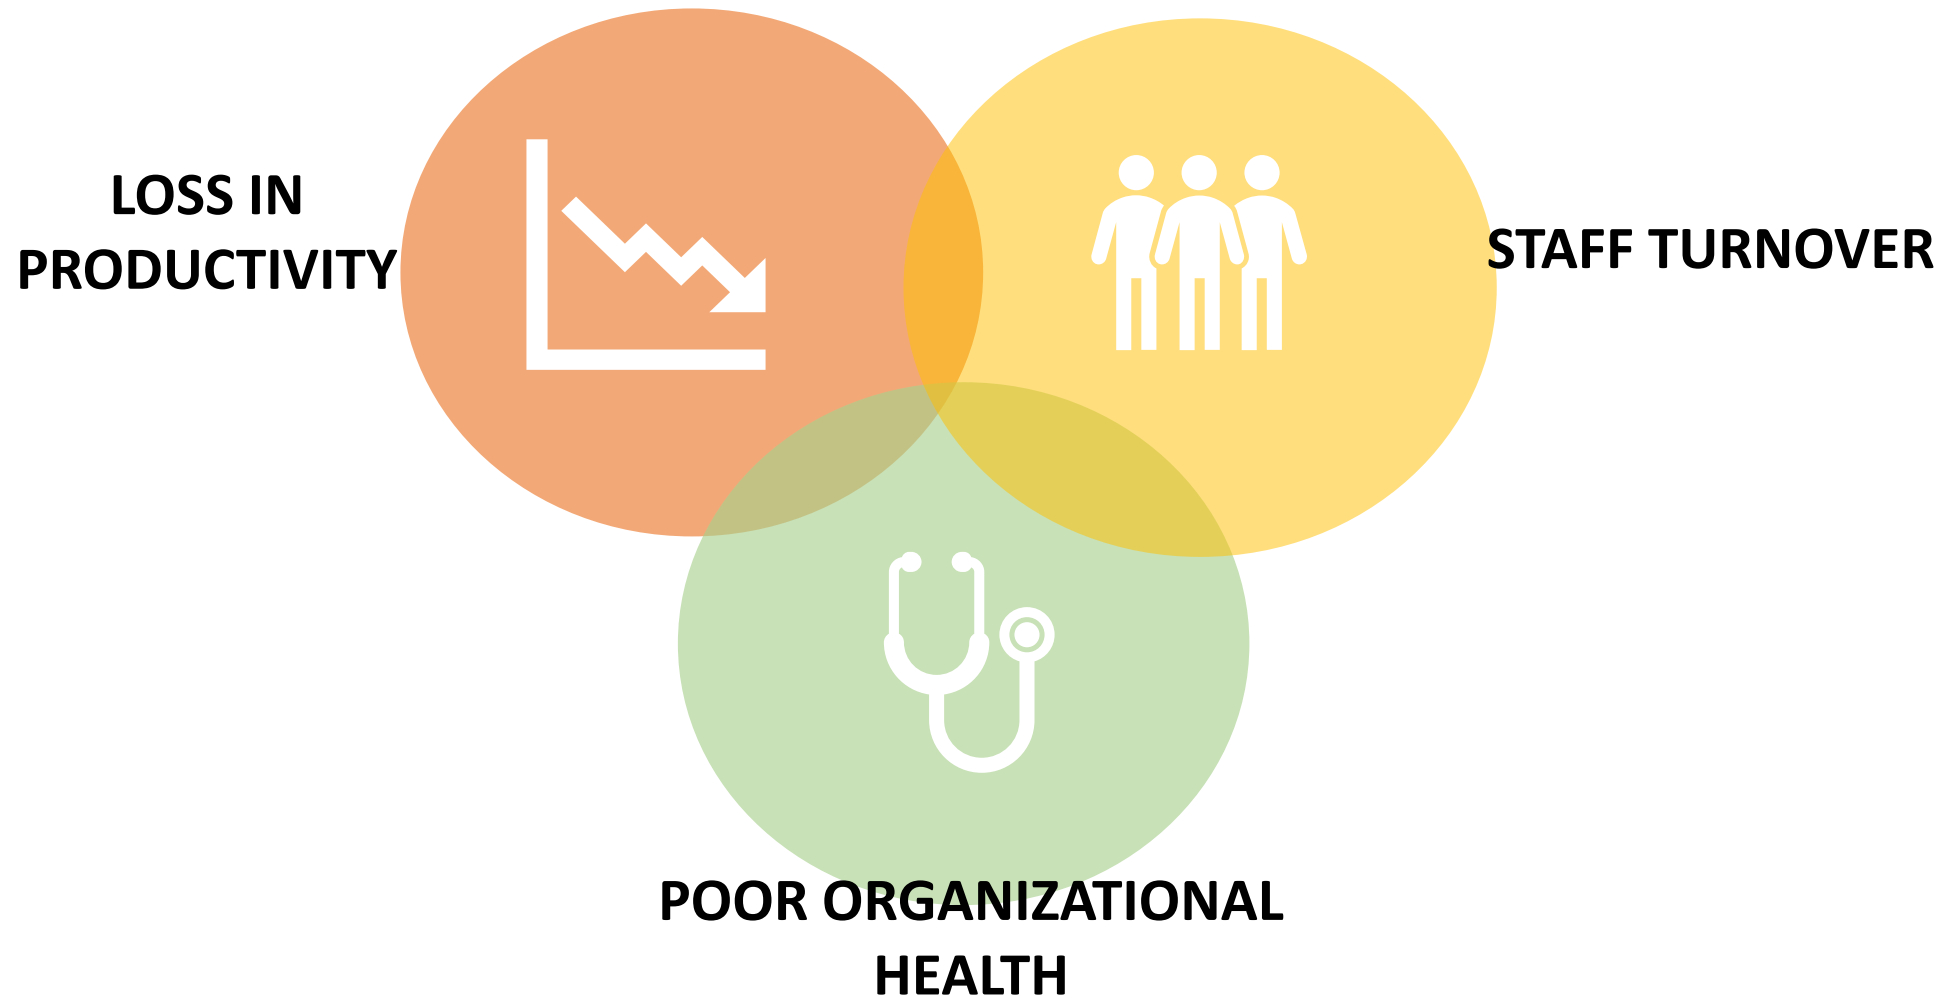 LOSS IN
PRODUCTIVITY
STAFF TURNOVER
POOR ORGANIZATIONAL
HEALTH